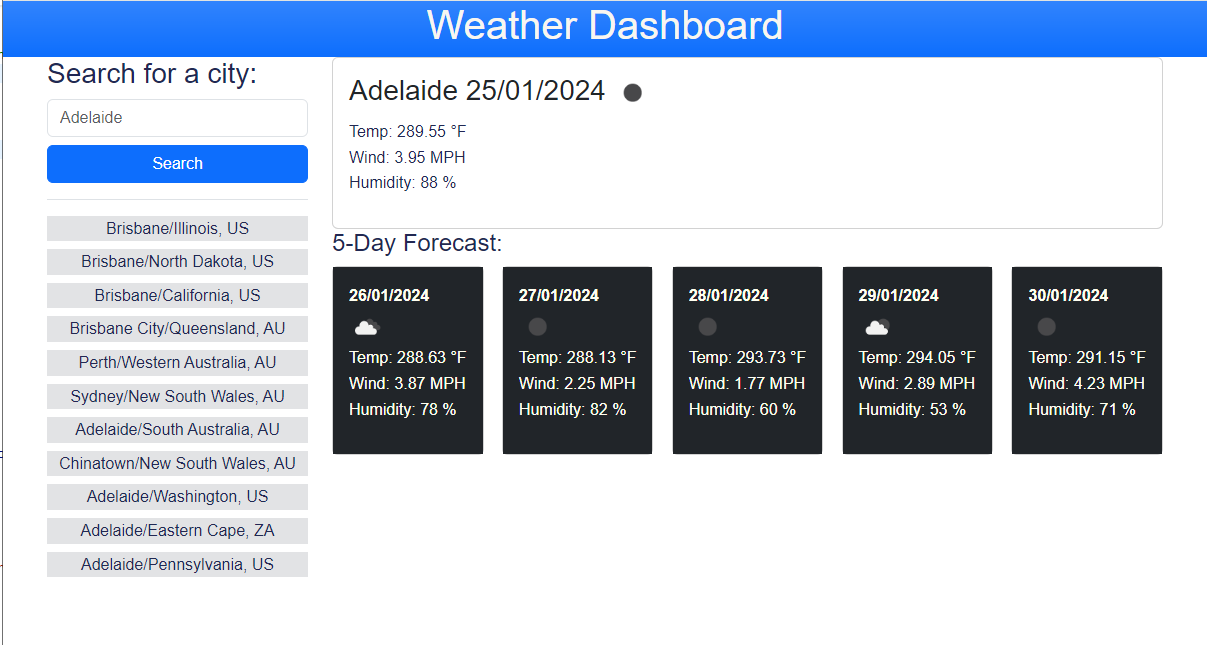 Weather Dashboard
Search for a city:
Adelaide
Search
Brisbane/Illinois, US
Brisbane/North Dakota, US
Brisbane/California, US
Brisbane City/Queensland, AU
Perth/Western Australia, AU
Sydney/New South Wales, AU
Adelaide/South Australia, AU
Chinatown/New South Wales, AU
Adelaide/Washington, US
Adelaide/Eastern Cape, ZA
Adelaide/Pennsylvania, US
Adelaide 25/01/2024
Temp: 289.55 °F
Wind: 3.95 MPH
Humidity: 88 %
5-Day Forecast:
26/01/2024
Temp: 288.63 °F
Wind: 3.87 MPH
Humidity: 78 %
27/01/2024
Temp: 288.13 °F
Wind: 2.25 MPH
Humidity: 82 %
28/01/2024
Temp: 293.73 °F
Wind: 1.77 MPH
Humidity: 60 %
29/01/2024
Temp: 294.05 °F
Wind: 2.89 MPH
Humidity: 53 %
30/01/2024
Temp: 291.15 °F
Wind: 4.23 MPH
Humidity: 71 %